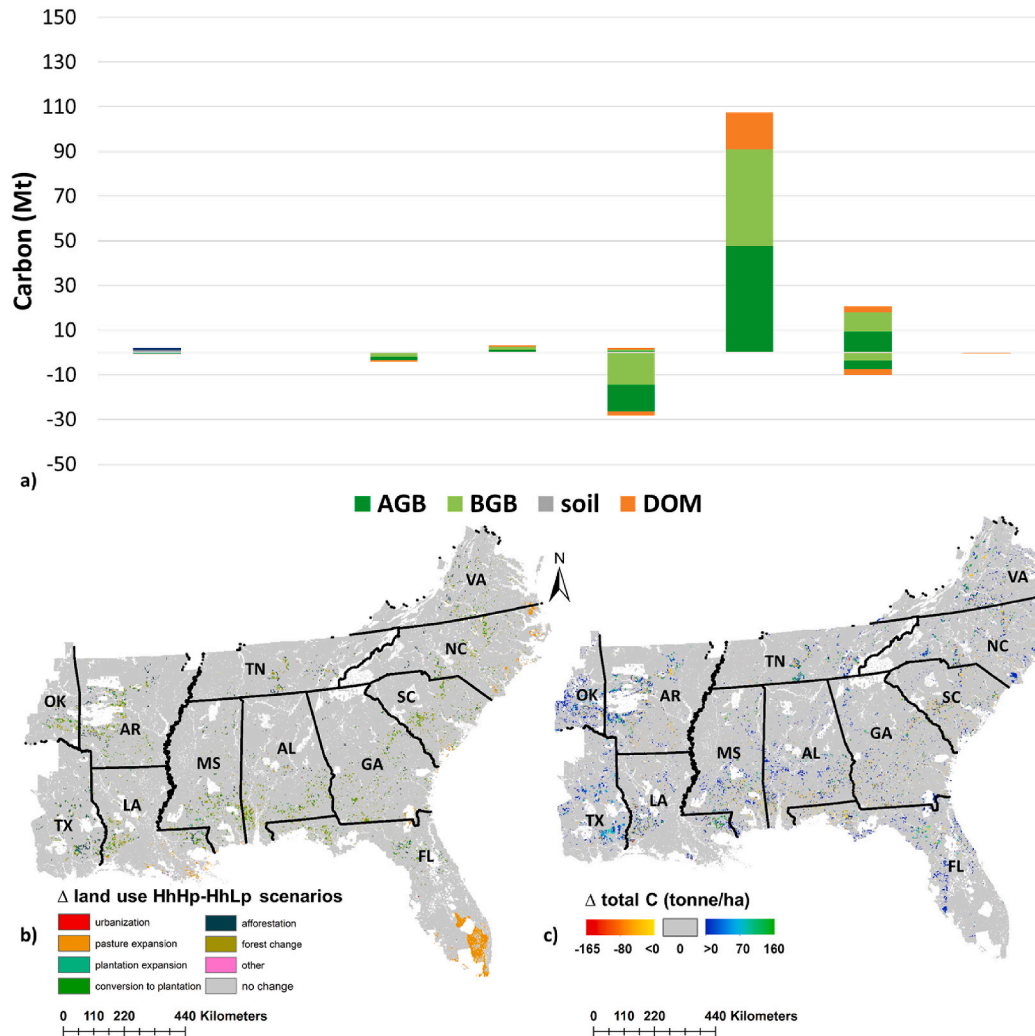 150
130
110
90
70
50
30
10
-10
-30
-50
Carbon (Mt)
a)
AGB BGB soil DOM
N
VA
NC
TN
SC
OK
AR
MS
AL
GA
LA
TX
FL
Δ land use HhHp-HhLp scenarios
urbanization afforestation
pasture expansion forest change
plantation expansion other
conversion to plantation no change
b)
0 110 220 440 Kilometers
VA
NC
TN
SC
OK
AR
MS
AL
GA
LA
TX
FL
Δ total C (tonne/ha)
-165 -80 <0 0 >0 80 160
c)
0 110 220 440 Kilometers